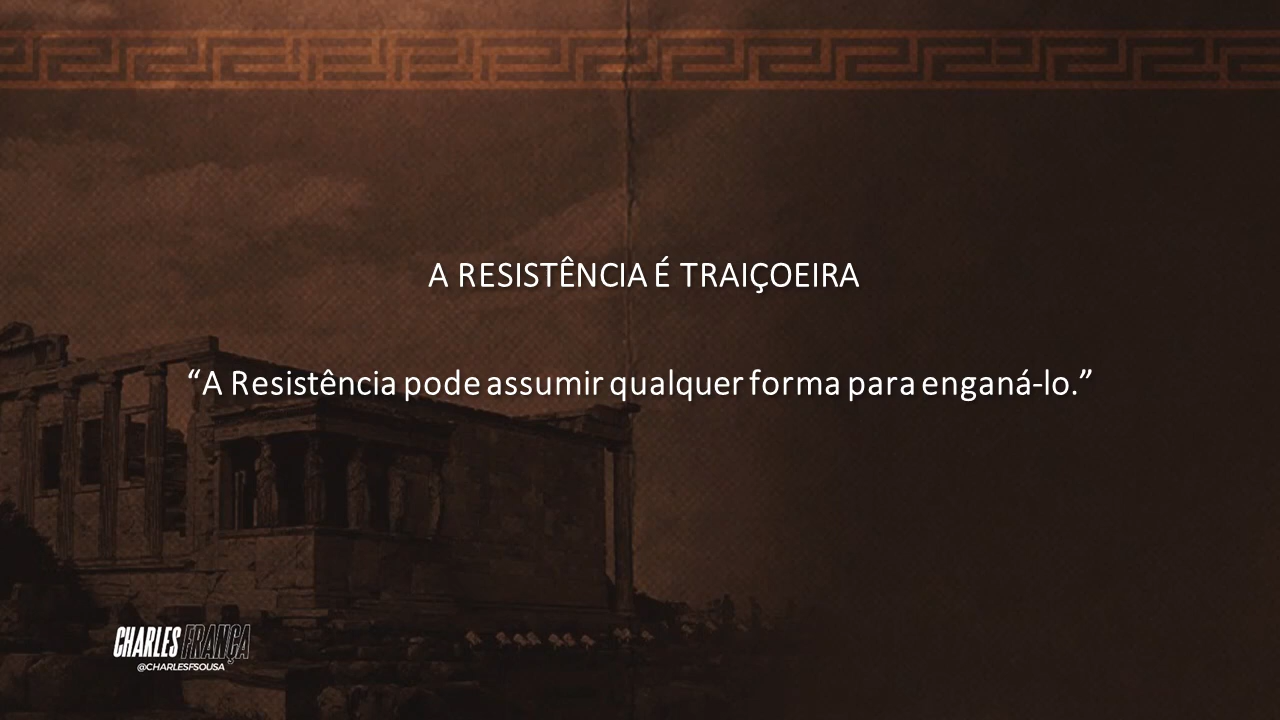 A RESISTÊNCIA É TRAIÇOEIRA
“A Resistência pode assumir qualquer forma para enganá-lo.”
CHARLES FRANÇA
@CHARLESFSOUSA